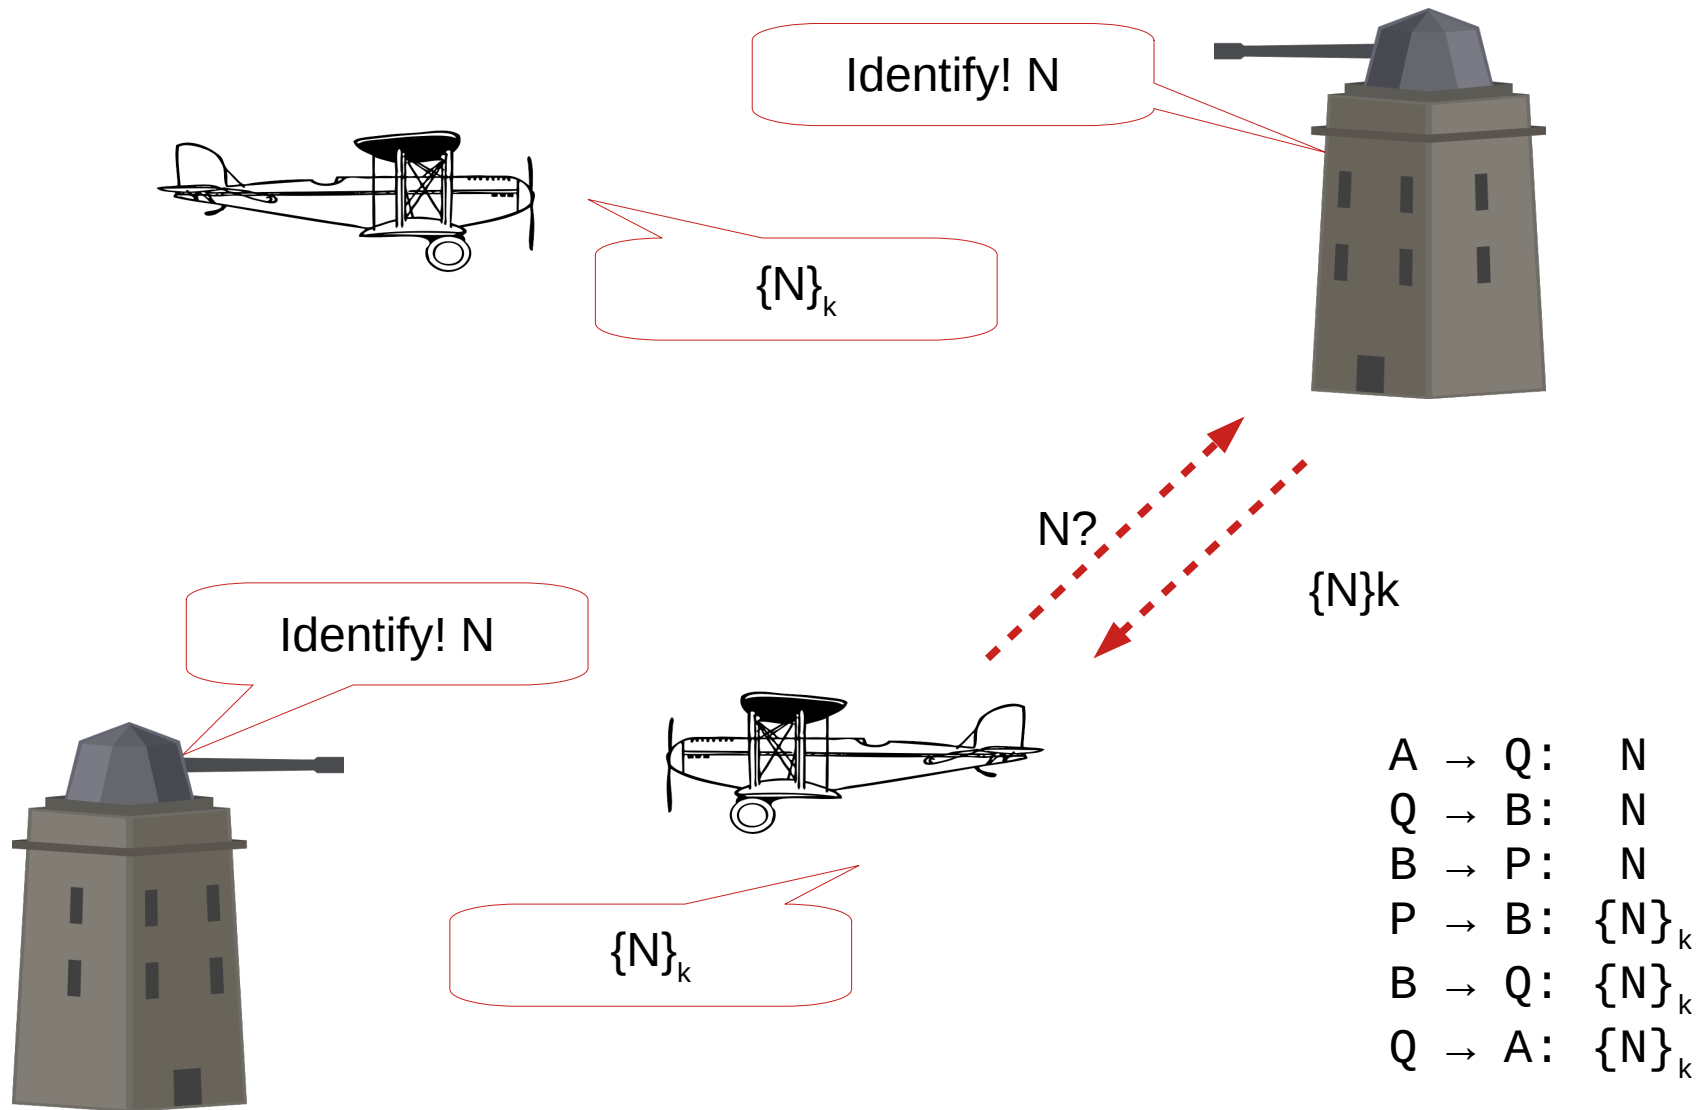 Identify! N
{N}k
N?
{N}k
Identify! N
{N}k
A → Q: N
Q → B: N
B → P: N
P → B: {N}k
B → Q: {N}k
Q → A: {N}k